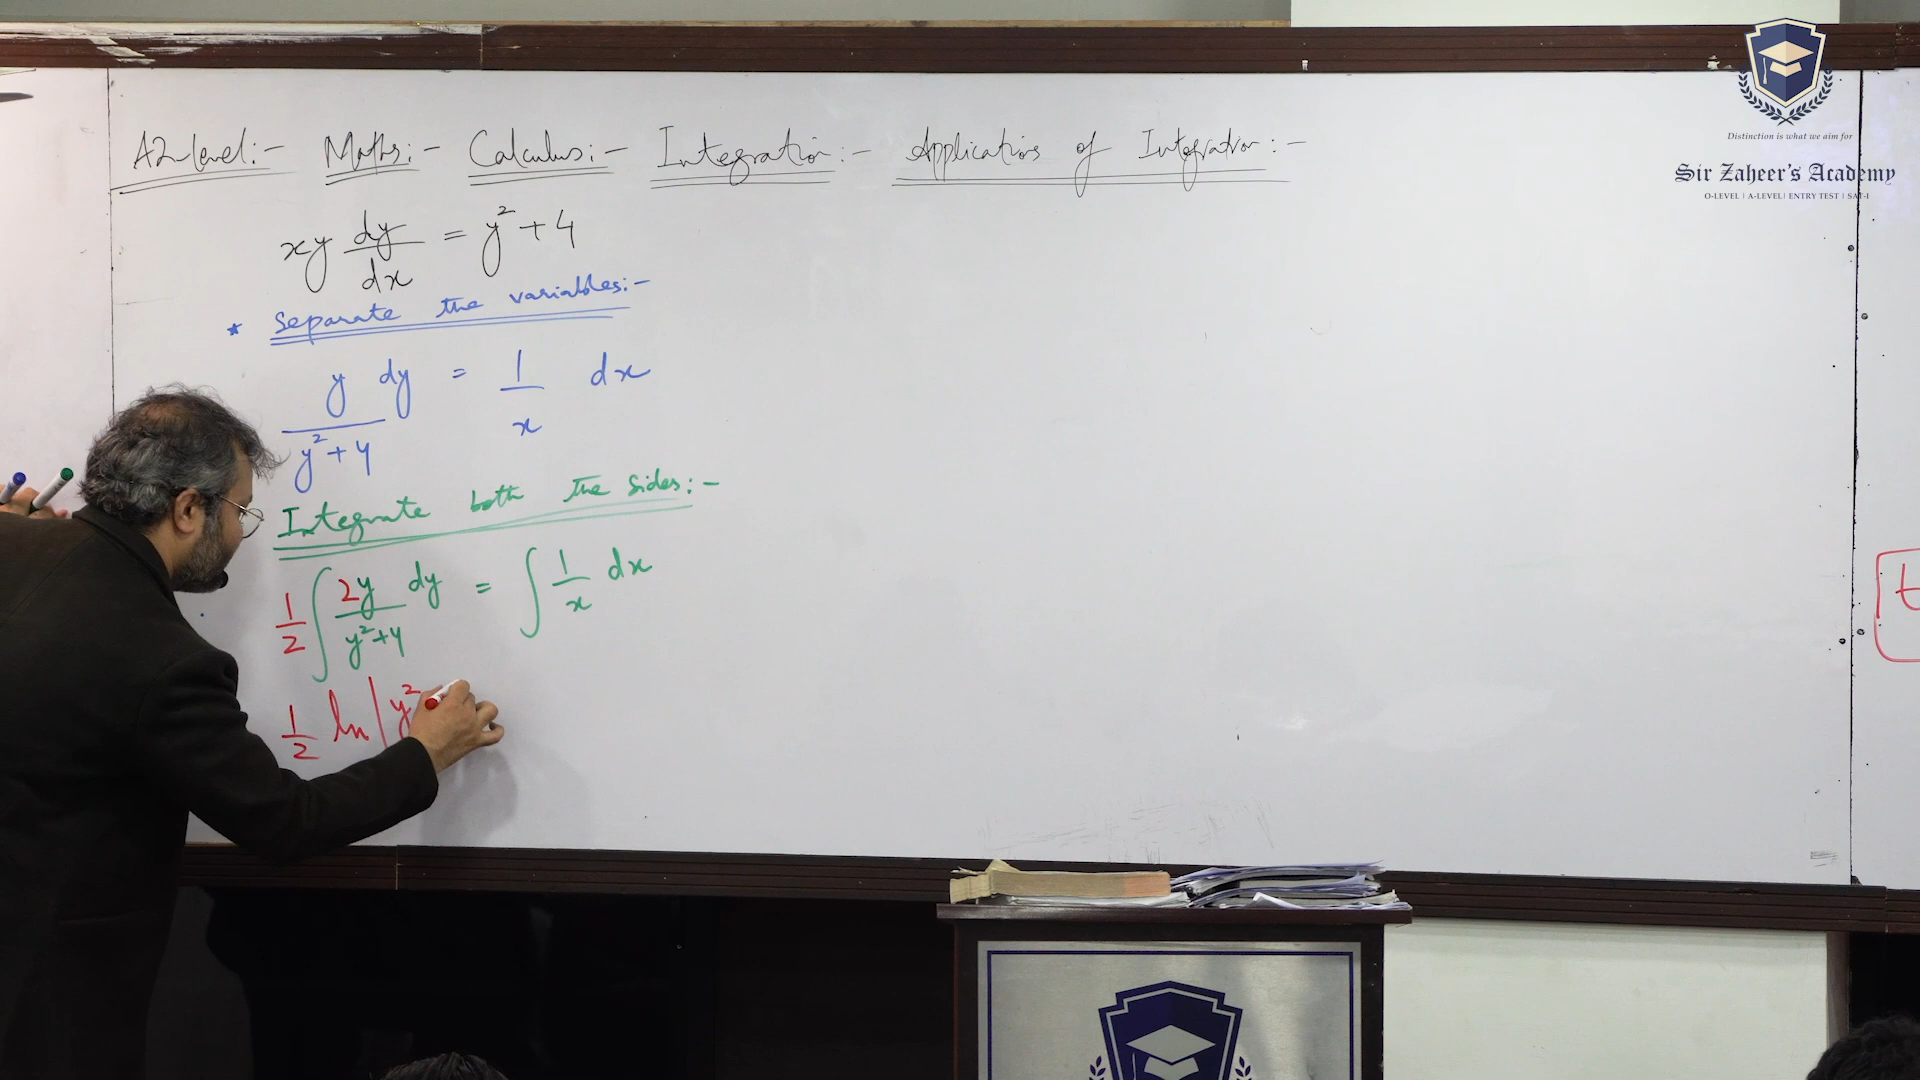 A2-level:- Maths:- Calculus:- Integration:- Applications of Integration:-
xy dy/dx = y² + 4
* Separate the variables:-
y/(y²+4) dy = 1/x dx
Integrate both the sides:-
1/2 ∫ 2y/(y²+4) dy = ∫ 1/x dx
1/2 ln|y²
Distinction is what we aim for
Sir Zaheer's Academy
O-LEVEL | A-LEVEL | ENTRY TEST | SAT-I